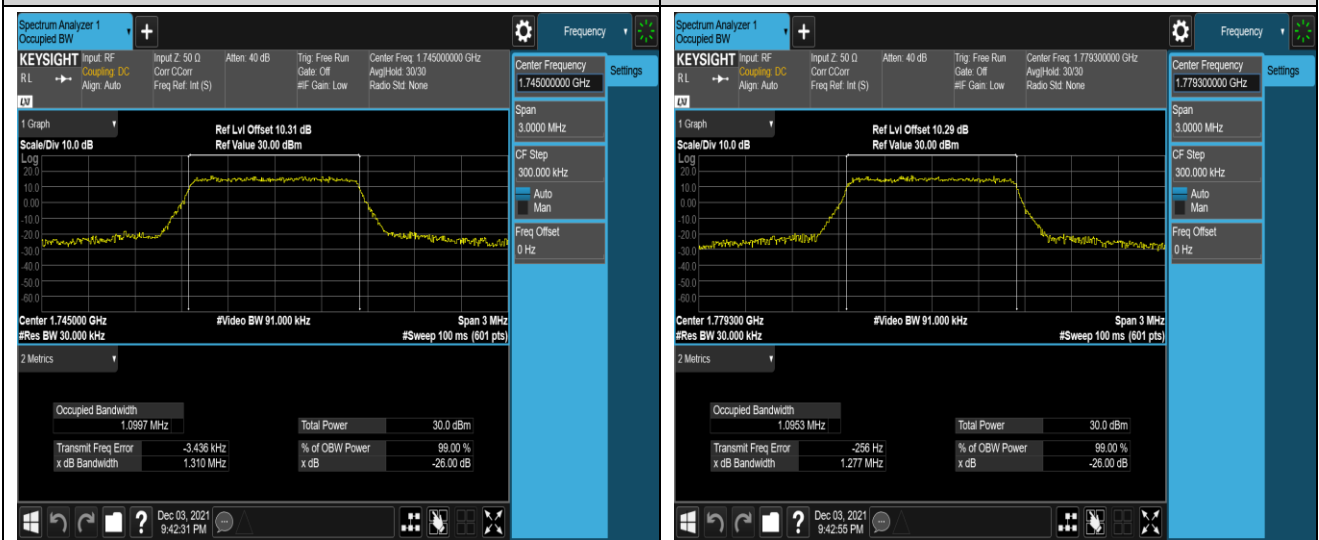 Spectrum Analyzer 1
Occupied BW
+
Frequency
KEYSIGHT
RL
LXI
Input: RF
Coupling: DC
Align: Auto
Input Z: 50 Ω
Corr CCorr
Freq Ref: Int (S)
Atten: 40 dB
Trig: Free Run
Gate: Off
#IF Gain: Low
Center Freq: 1.745000000 GHz
Avg|Hold: 30/30
Radio Std: None
Center Frequency
1.745000000 GHz
Settings
Span
3.0000 MHz
CF Step
300.000 kHz
Auto
Man
Freq Offset
0 Hz
1 Graph
Ref Lvl Offset 10.31 dB
Scale/Div 10.0 dB
Ref Value 30.00 dBm
Log
20.0
10.0
0.00
-10.0
-20.0
-30.0
-40.0
-50.0
-60.0
Center 1.745000 GHz
#Video BW 91.000 kHz
Span 3 MHz
#Res BW 30.000 kHz
#Sweep 100 ms (601 pts)
2 Metrics
Occupied Bandwidth
1.0997 MHz
Total Power 30.0 dBm
Transmit Freq Error -3.436 kHz
% of OBW Power 99.00 %
x dB Bandwidth 1.310 MHz
x dB -26.00 dB
?
Dec 03, 2021
9:42:31 PM
Spectrum Analyzer 1
Occupied BW
+
Frequency
KEYSIGHT
RL
LXI
Input: RF
Coupling: DC
Align: Auto
Input Z: 50 Ω
Corr CCorr
Freq Ref: Int (S)
Atten: 40 dB
Trig: Free Run
Gate: Off
#IF Gain: Low
Center Freq: 1.779300000 GHz
Avg|Hold: 30/30
Radio Std: None
Center Frequency
1.779300000 GHz
Settings
Span
3.0000 MHz
CF Step
300.000 kHz
Auto
Man
Freq Offset
0 Hz
1 Graph
Ref Lvl Offset 10.29 dB
Scale/Div 10.0 dB
Ref Value 30.00 dBm
Log
20.0
10.0
0.00
-10.0
-20.0
-30.0
-40.0
-50.0
-60.0
Center 1.779300 GHz
#Video BW 91.000 kHz
Span 3 MHz
#Res BW 30.000 kHz
#Sweep 100 ms (601 pts)
2 Metrics
Occupied Bandwidth
1.0953 MHz
Total Power 30.0 dBm
Transmit Freq Error -256 Hz
% of OBW Power 99.00 %
x dB Bandwidth 1.277 MHz
x dB -26.00 dB
?
Dec 03, 2021
9:42:55 PM